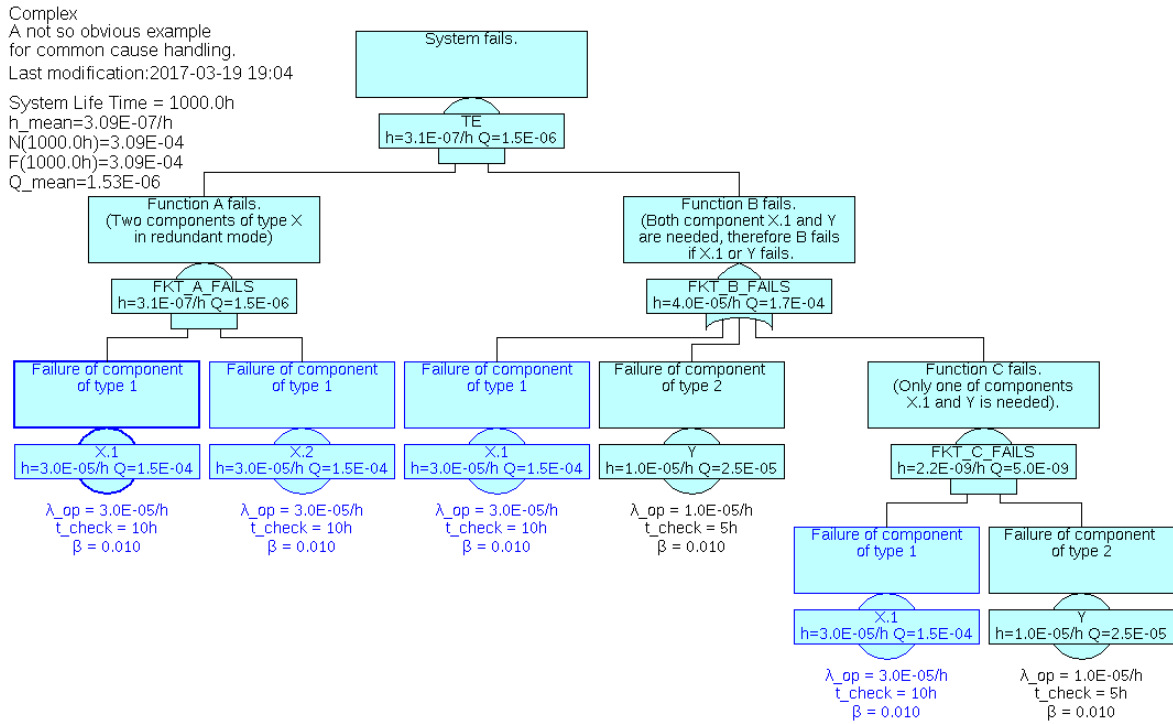 Complex
A not so obvious example
for common cause handling.
Last modification:2017-03-19 19:04
System Life Time = 1000.0h
h_mean=3.09E-07/h
N(1000.0h)=3.09E-04
F(1000.0h)=3.09E-04
Q_mean=1.53E-06
System fails.
TE
h=3.1E-07/h Q=1.5E-06
Function A fails.
(Two components of type X
in redundant mode)
FKT_A_FAILS
h=3.1E-07/h Q=1.5E-06
Function B fails.
(Both component X.1 and Y
are needed, therefore B fails
if X.1 or Y fails.
FKT_B_FAILS
h=4.0E-05/h Q=1.7E-04
Failure of component
of type 1
X.1
h=3.0E-05/h Q=1.5E-04
λ_op = 3.0E-05/h
t_check = 10h
β = 0.010
Failure of component
of type 1
X.2
h=3.0E-05/h Q=1.5E-04
λ_op = 3.0E-05/h
t_check = 10h
β = 0.010
Failure of component
of type 1
X.1
h=3.0E-05/h Q=1.5E-04
λ_op = 3.0E-05/h
t_check = 10h
β = 0.010
Failure of component
of type 2
Y
h=1.0E-05/h Q=2.5E-05
λ_op = 1.0E-05/h
t_check = 5h
β = 0.010
Function C fails.
(Only one of components
X.1 and Y is needed).
FKT_C_FAILS
h=2.2E-09/h Q=5.0E-09
Failure of component
of type 1
X.1
h=3.0E-05/h Q=1.5E-04
λ_op = 3.0E-05/h
t_check = 10h
β = 0.010
Failure of component
of type 2
Y
h=1.0E-05/h Q=2.5E-05
λ_op = 1.0E-05/h
t_check = 5h
β = 0.010